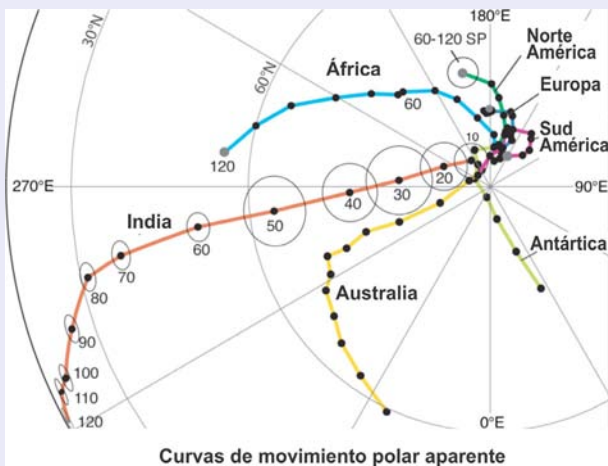 180°E
60-120 SP
Norte
América
30°N
60°N
África
Europa
60
Sud
América
10
120
20
270°E
90°E
30
40
India
50
60
Antártica
70
80
Australia
90
100
110
120
0°E
Curvas de movimiento polar aparente